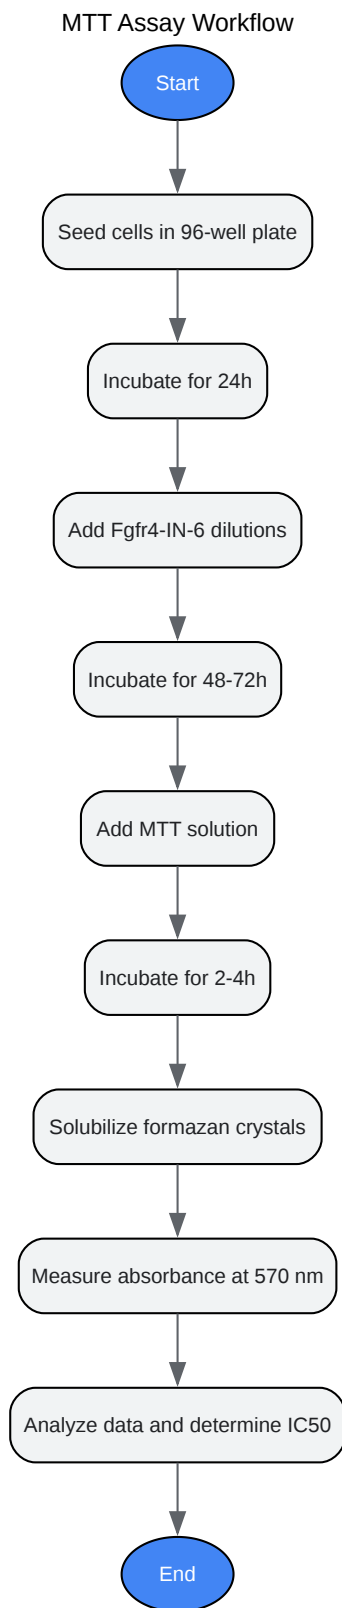 MTT Assay Workflow
Start
Seed cells in 96-well plate
Incubate for 24h
Add Fgfr4-IN-6 dilutions
Incubate for 48-72h
Add MTT solution
Incubate for 2-4h
Solubilize formazan crystals
Measure absorbance at 570 nm
Analyze data and determine IC50
End